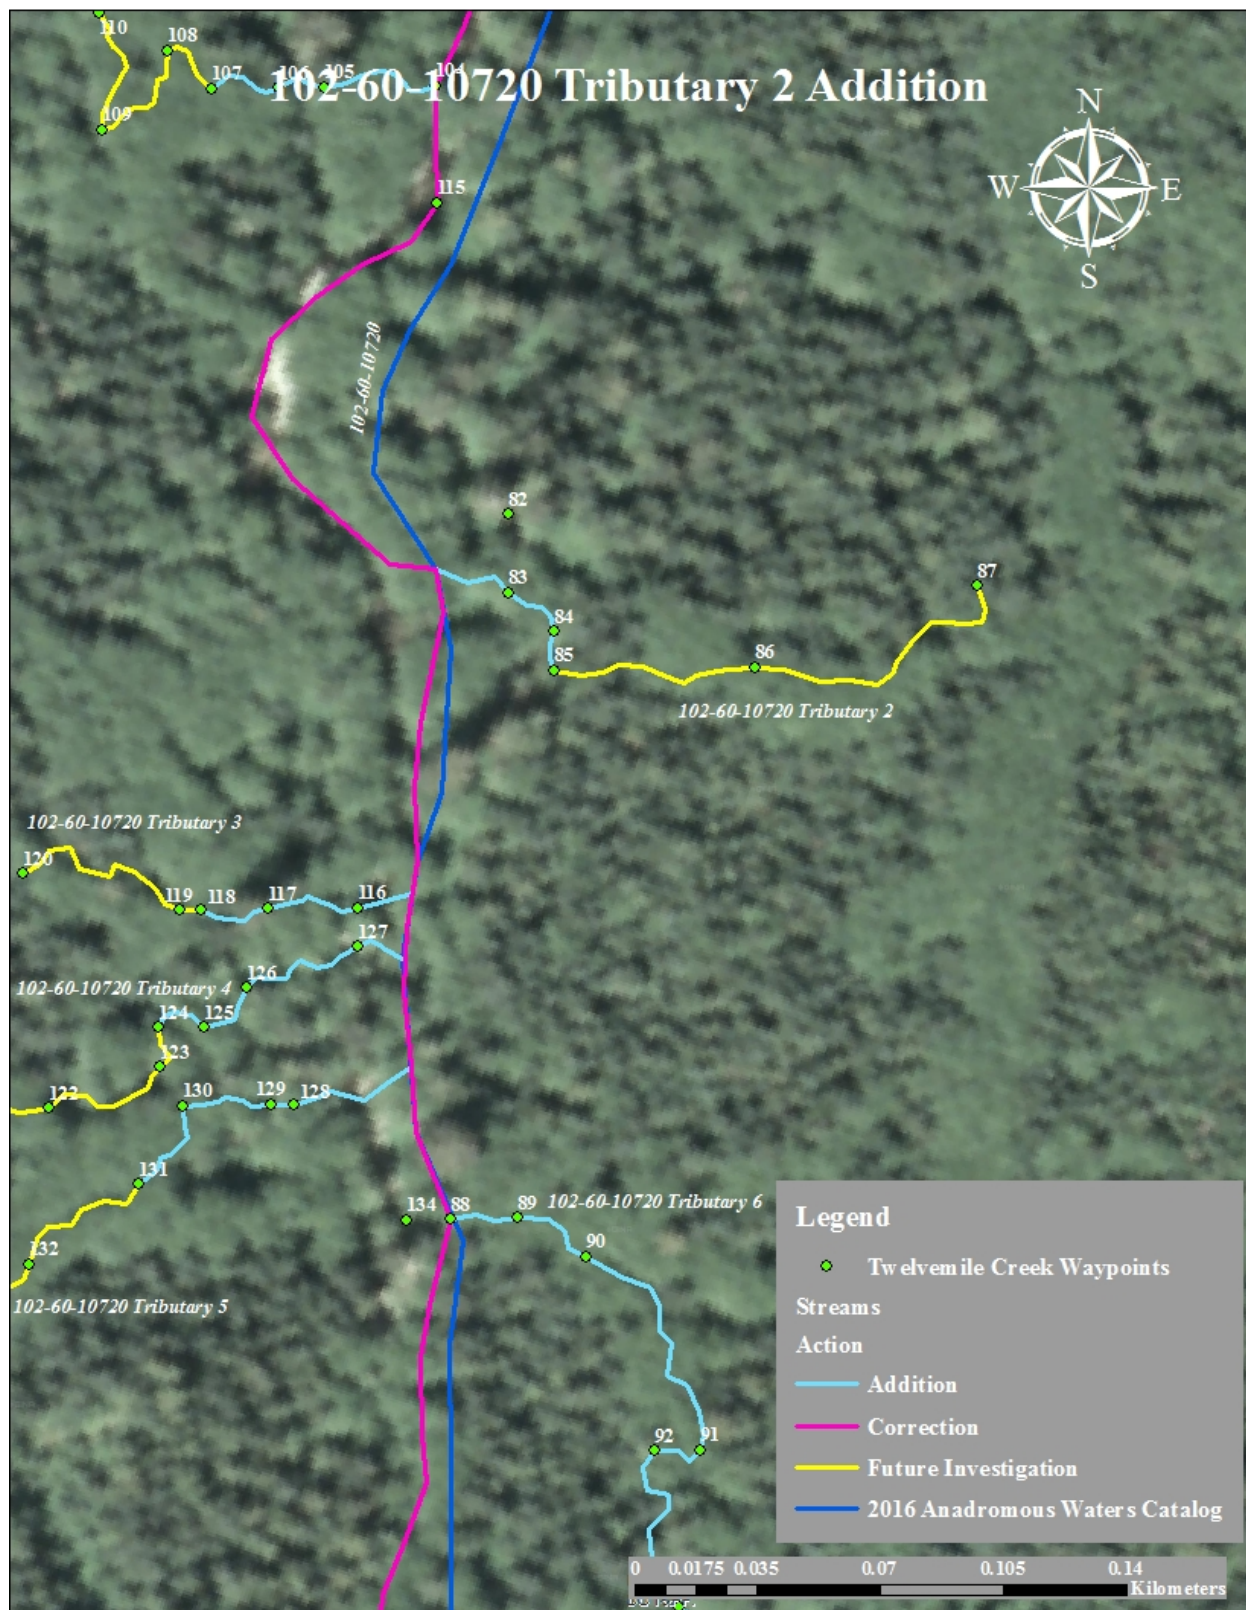 110
108
107
106
105
104
102-60-10720 Tributary 2 Addition
109
N
W
E
S
115
102-60-10720
82
83
87
84
85
86
102-60-10720 Tributary 2
102-60-10720 Tributary 3
120
119
118
117
116
127
126
102-60-10720 Tributary 4
124
125
123
122
130
129
128
131
134
88
89
102-60-10720 Tributary 6
90
132
102-60-10720 Tributary 5
92
91
Legend
Twelvemile Creek Waypoints
Streams
Action
Addition
Correction
Future Investigation
2016 Anadromous Waters Catalog
0 0.0175 0.035 0.07 0.105 0.14
Kilometers